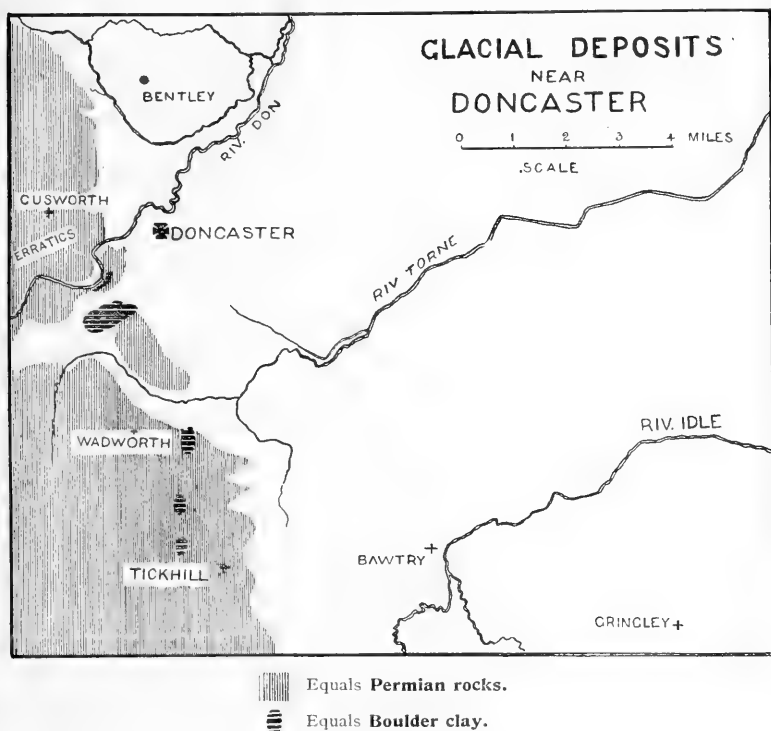 GLACIAL DEPOSITS
NEAR
DONCASTER
0 1 2 3 4 MILES
.SCALE
BENTLEY
RIV. DON
CUSWORTH
ERRATICS
DONCASTER
RIV TORNE
WADWORTH
RIV. IDLE
BAWTRY
TICKHILL
GRINGLEY
Equals Permian rocks.
Equals Boulder clay.